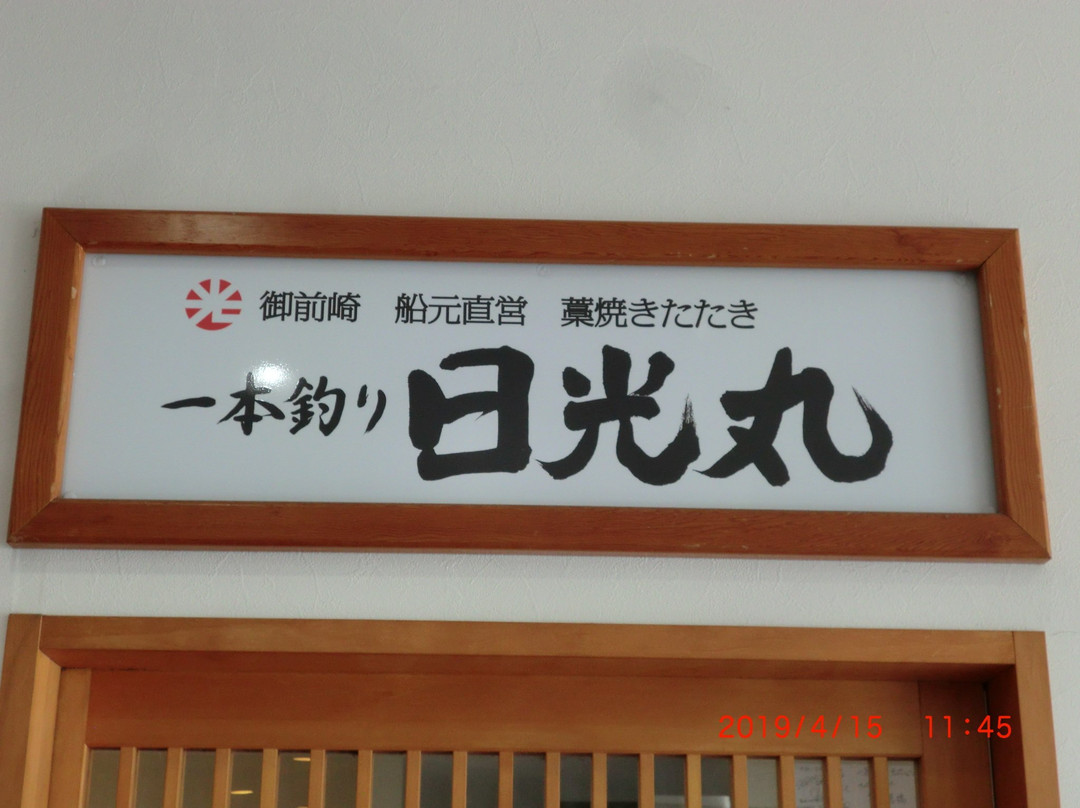 光 御前崎 船元直営 藁焼きたたき
一本釣り 日光丸
2019/4/15 11:45